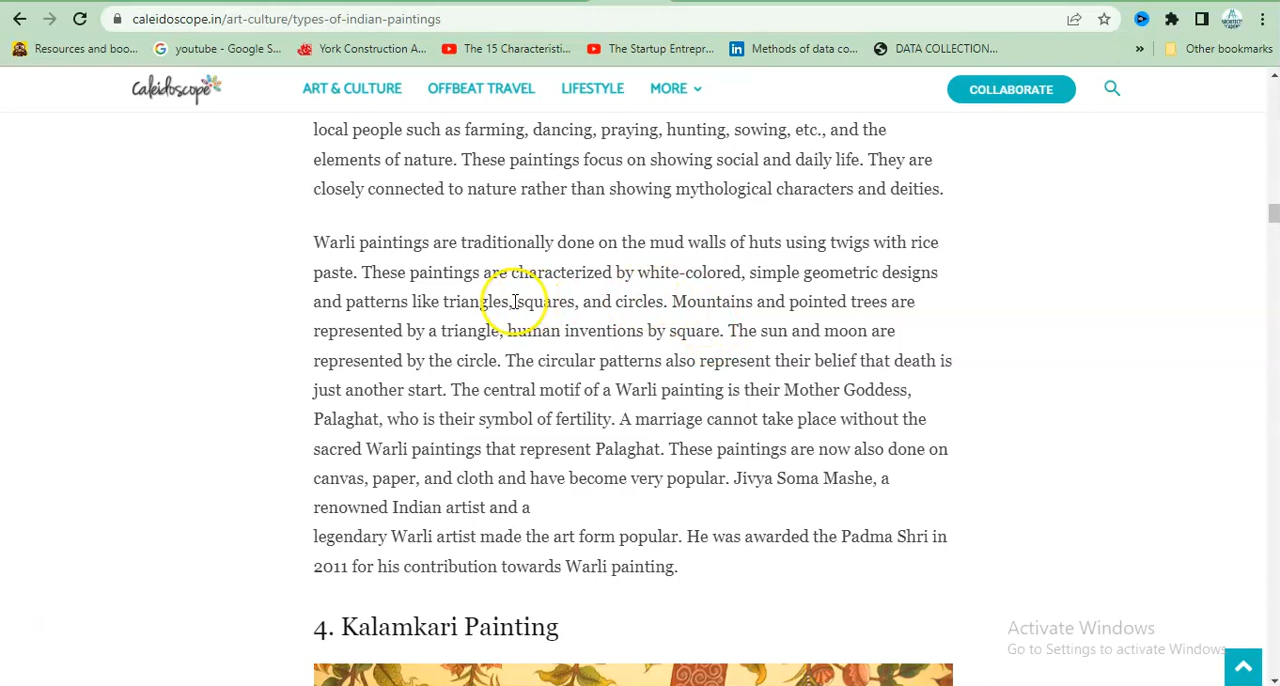 caleidoscope.in/art-culture/types-of-indian-paintings
Resources and boo...
youtube - Google S...
York Construction A...
The 15 Characteristi...
The Startup Entrepr...
Methods of data co...
DATA COLLECTION...
»
Other bookmarks
Caleidoscope
ART & CULTURE
OFFBEAT TRAVEL
LIFESTYLE
MORE
COLLABORATE
local people such as farming, dancing, praying, hunting, sowing, etc., and the
elements of nature. These paintings focus on showing social and daily life. They are
closely connected to nature rather than showing mythological characters and deities.
Warli paintings are traditionally done on the mud walls of huts using twigs with rice
paste. These paintings are characterized by white-colored, simple geometric designs
and patterns like triangles, squares, and circles. Mountains and pointed trees are
represented by a triangle, human inventions by square. The sun and moon are
represented by the circle. The circular patterns also represent their belief that death is
just another start. The central motif of a Warli painting is their Mother Goddess,
Palaghat, who is their symbol of fertility. A marriage cannot take place without the
sacred Warli paintings that represent Palaghat. These paintings are now also done on
canvas, paper, and cloth and have become very popular. Jivya Soma Mashe, a
renowned Indian artist and a
legendary Warli artist made the art form popular. He was awarded the Padma Shri in
2011 for his contribution towards Warli painting.
4. Kalamkari Painting
Activate Windows
Go to Settings to activate Windows.